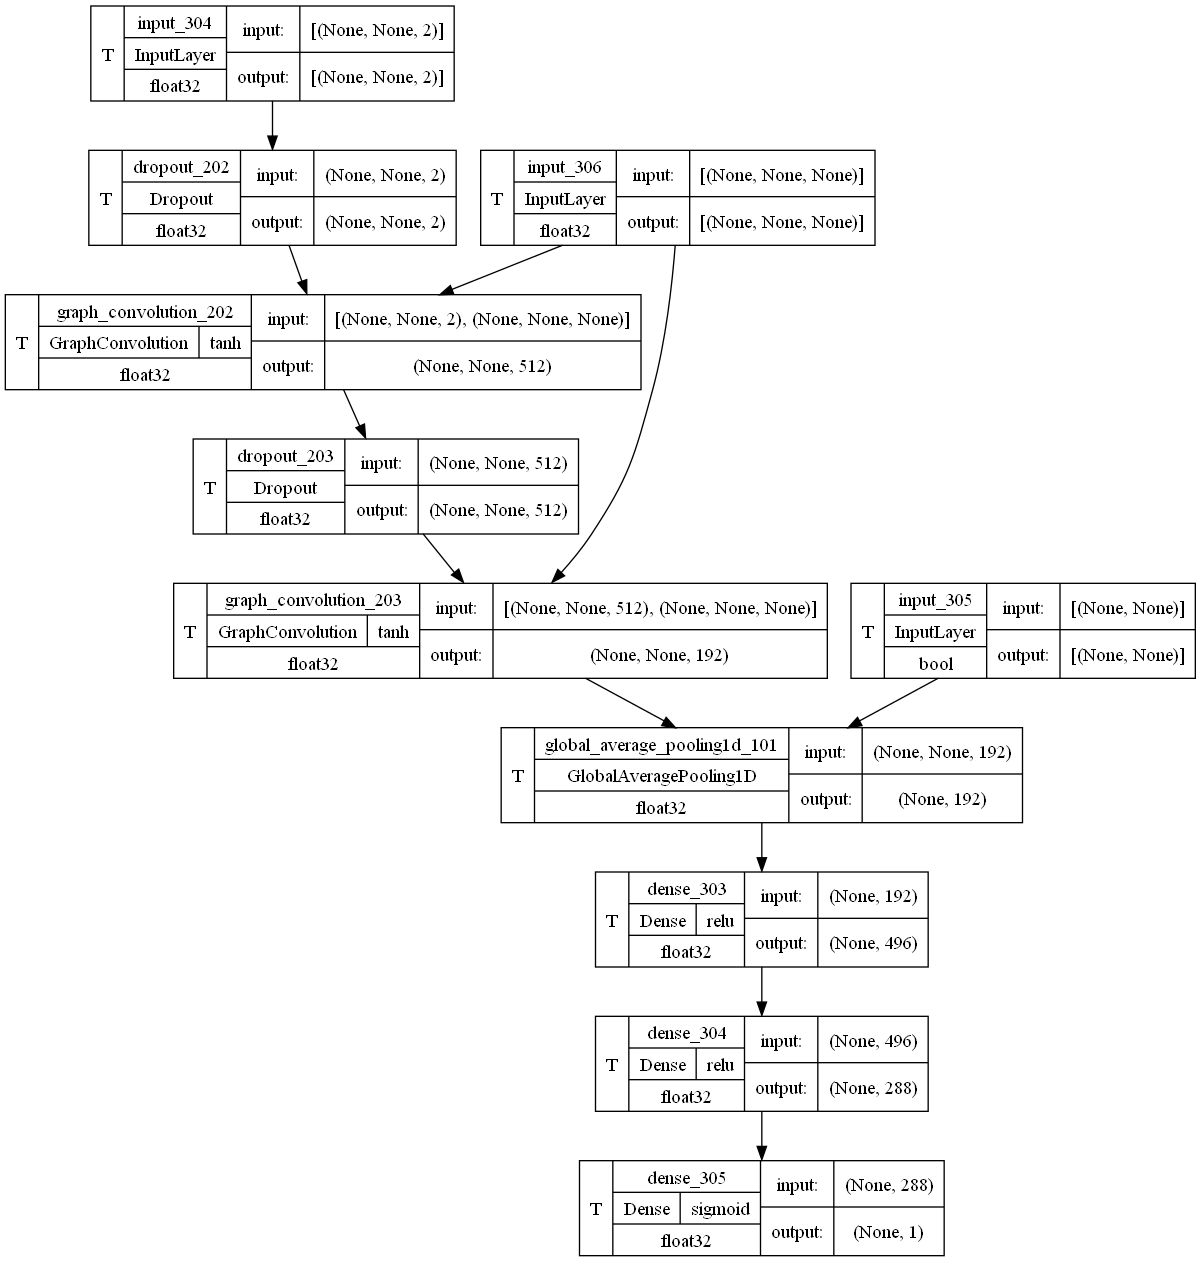 T
input_304
InputLayer
float32
input:
[(None, None, 2)]
output:
[(None, None, 2)]
T
dropout_202
Dropout
float32
input:
(None, None, 2)
output:
(None, None, 2)
T
input_306
InputLayer
float32
input:
[(None, None, None)]
output:
[(None, None, None)]
T
graph_convolution_202
GraphConvolution
tanh
float32
input:
[(None, None, 2), (None, None, None)]
output:
(None, None, 512)
T
dropout_203
Dropout
float32
input:
(None, None, 512)
output:
(None, None, 512)
T
graph_convolution_203
GraphConvolution
tanh
float32
input:
[(None, None, 512), (None, None, None)]
output:
(None, None, 192)
T
input_305
InputLayer
bool
input:
[(None, None)]
output:
[(None, None)]
T
global_average_pooling1d_101
GlobalAveragePooling1D
float32
input:
(None, None, 192)
output:
(None, 192)
T
dense_303
Dense
relu
float32
input:
(None, 192)
output:
(None, 496)
T
dense_304
Dense
relu
float32
input:
(None, 496)
output:
(None, 288)
T
dense_305
Dense
sigmoid
float32
input:
(None, 288)
output:
(None, 1)